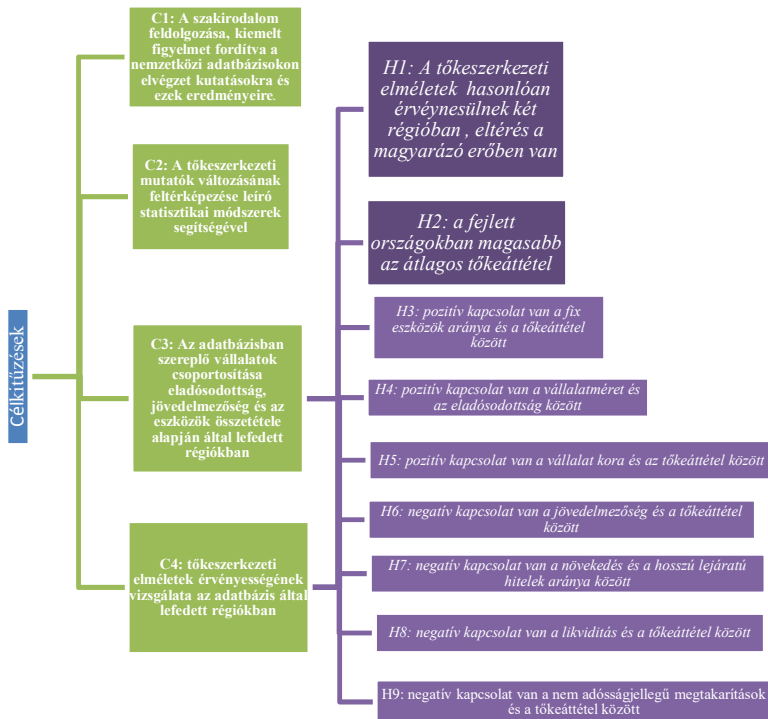 Célkitűzések
C1: A szakirodalom
feldolgozása, kiemelt
figyelmet fordítva a
nemzetközi adatbázisokon
elvégzet kutatásokra és
ezek eredményeire.
C2: A tőkeszerkezeti
mutatók változásának
feltérképezése leíró
statisztikai módszerek
segítségével
C3: Az adatbázisban
szereplő vállalatok
csoportosítása
eladósodottság,
jövedelmezőség és az
eszközök összetétele
alapján által lefedett
régiókban
C4: tőkeszerkezeti
elméletek érvényességének
vizsgálata az adatbázis által
lefedett régiókban
H1: A tőkeszerkezeti
elméletek hasonlóan
érvéynesülnek két
régióban , eltérés a
magyarázó erőben van
H2: a fejlett
országokban magasabb
az átlagos tőkeáttétel
H3: pozitív kapcsolat van a fix
eszközök aránya és a tőkeáttétel
között
H4: pozitív kapcsolat van a vállalatméret és
az eladósodottság között
H5: pozitív kapcsolat van a vállalat kora és az tőkeáttétel között
H6: negatív kapcsolat van a jövedelmezőség és a tőkeáttétel
között
H7: negatív kapcsolat van a növekedés és a hosszú lejáratú
hitelek aránya között
H8: negatív kapcsolat van a likviditás és a tőkeáttétel között
H9: negatív kapcsolat van a nem adósságjellegű megtakarítások
és a tőkeáttétel között